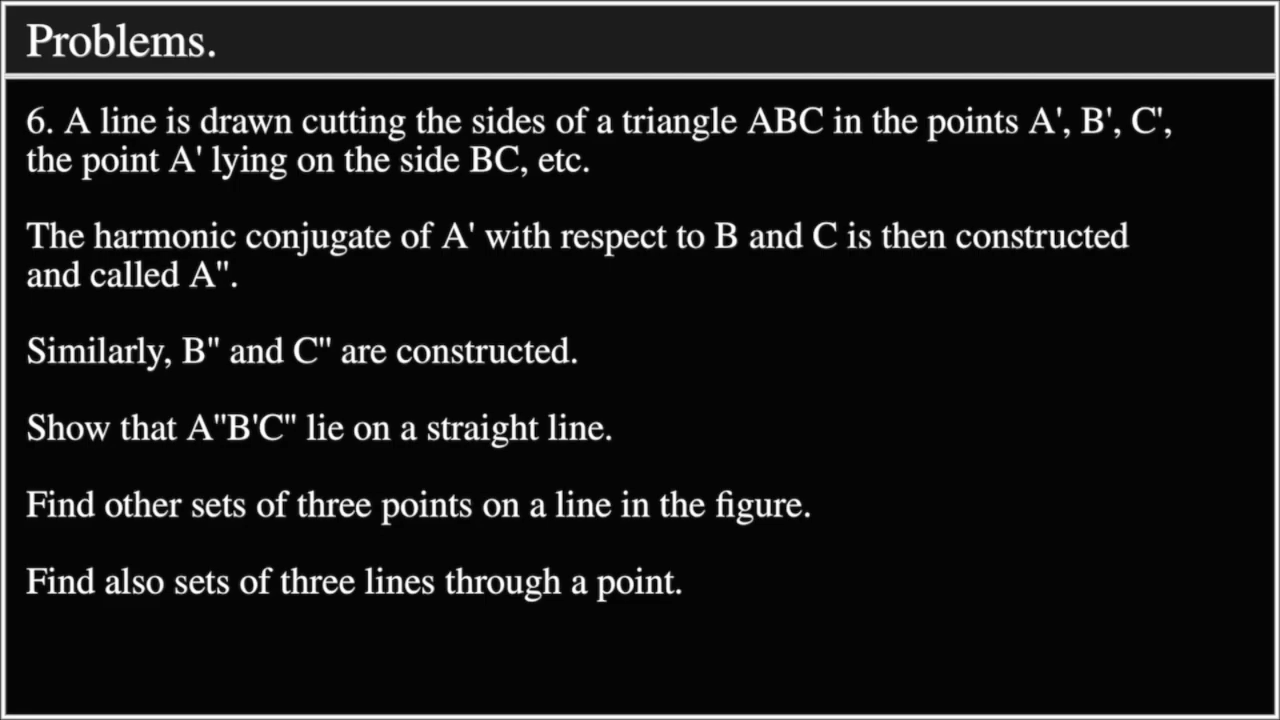 Problems.
6. A line is drawn cutting the sides of a triangle ABC in the points A', B', C',
the point A' lying on the side BC, etc.
The harmonic conjugate of A' with respect to B and C is then constructed
and called A".
Similarly, B" and C" are constructed.
Show that A"B'C" lie on a straight line.
Find other sets of three points on a line in the figure.
Find also sets of three lines through a point.